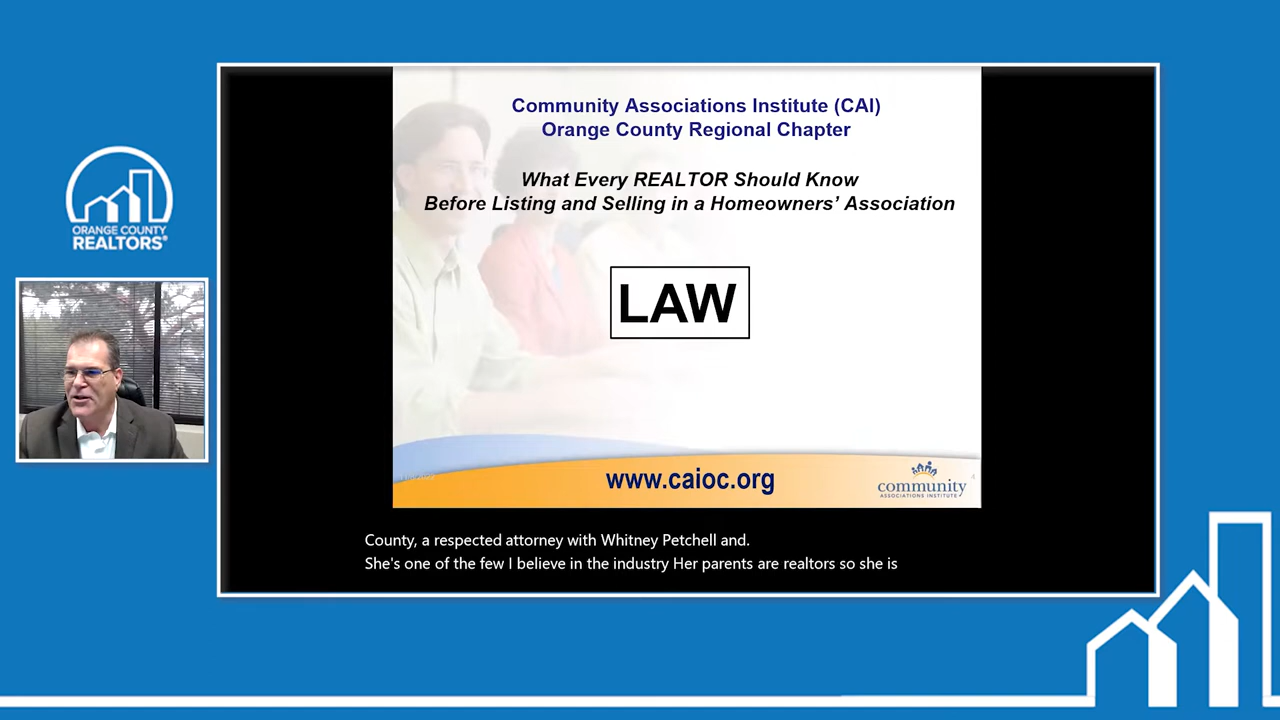 ORANGE COUNTY
REALTORS®
Community Associations Institute (CAI)
Orange County Regional Chapter
What Every REALTOR Should Know
Before Listing and Selling in a Homeowners' Association
LAW
www.caioc.org
community
ASSOCIATIONS INSTITUTE
4
County, a respected attorney with Whitney Petchell and.
She's one of the few I believe in the industry Her parents are realtors so she is